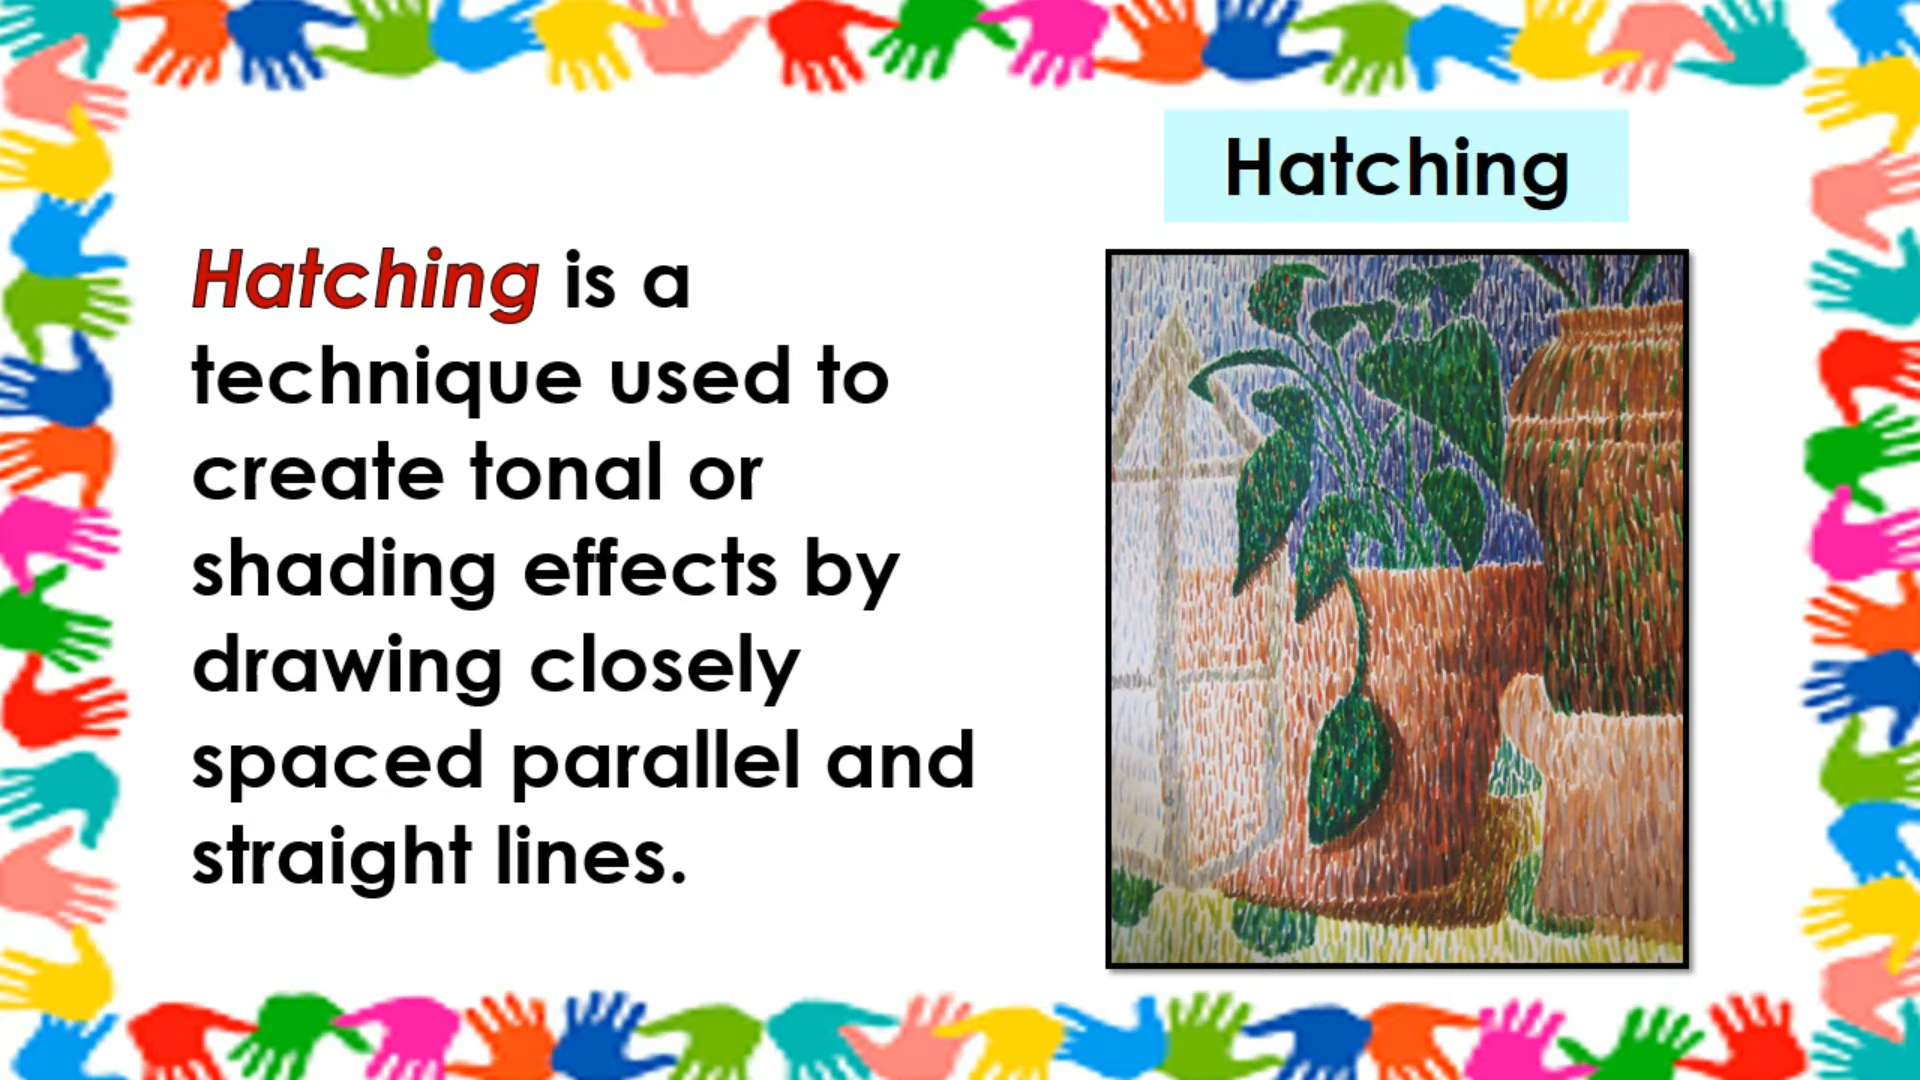 Hatching
Hatching is a
technique used to
create tonal or
shading effects by
drawing closely
spaced parallel and
straight lines.